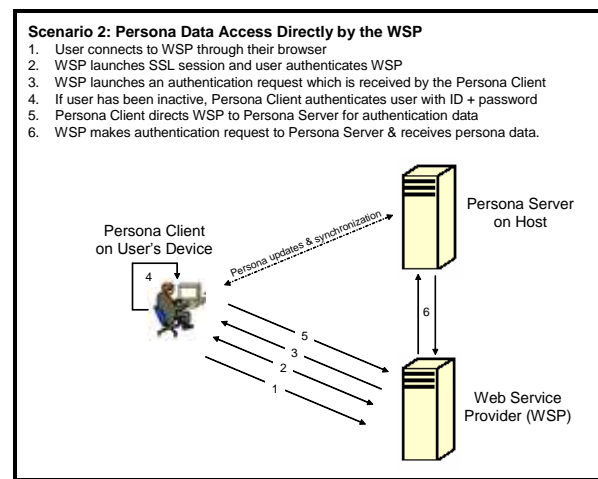 Scenario 2: Persona Data Access Directly by the WSP
1. User connects to WSP through their browser
2. WSP launches SSL session and user authenticates WSP
3. WSP launches an authentication request which is received by the Persona Client
4. If user has been inactive, Persona Client authenticates user with ID + password
5. Persona Client directs WSP to Persona Server for authentication data
6. WSP makes authentication request to Persona Server & receives persona data.
Persona Server
on Host
Persona Client
on User's Device
Persona updates & synchronization
4
6
5
3
2
1
Web Service
Provider (WSP)